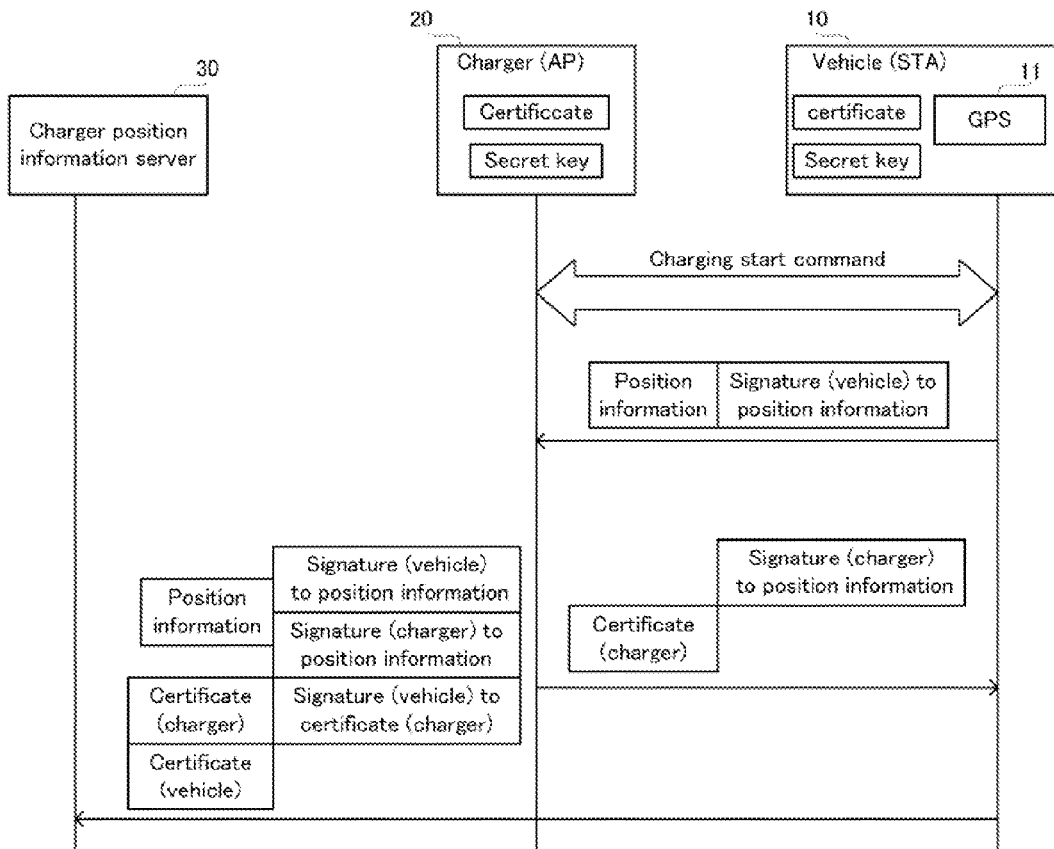 20
10
30
Charger (AP)
Vehicle (STA)
11
Charger position
information server
Certificcate
Secret key
certificate
Secret key
GPS
Charging start command
Position
information
Signature (vehicle) to
position information
Signature (charger)
to position information
Certificate
(charger)
Signature (vehicle)
to position information
Position
information
Signature (charger) to
position information
Certificate
(charger)
Signature (vehicle) to
certificate (charger)
Certificate
(vehicle)